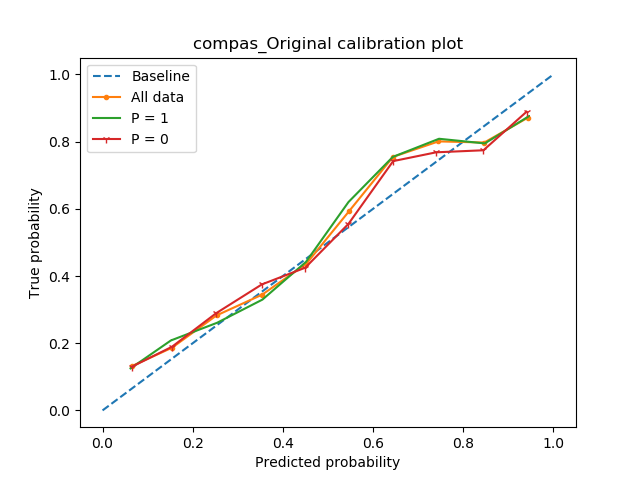 compas_Original calibration plot
Baseline
All data
P = 1
P = 0
True probability
1.0
0.8
0.6
0.4
0.2
0.0
0.0 0.2 0.4 0.6 0.8 1.0
Predicted probability